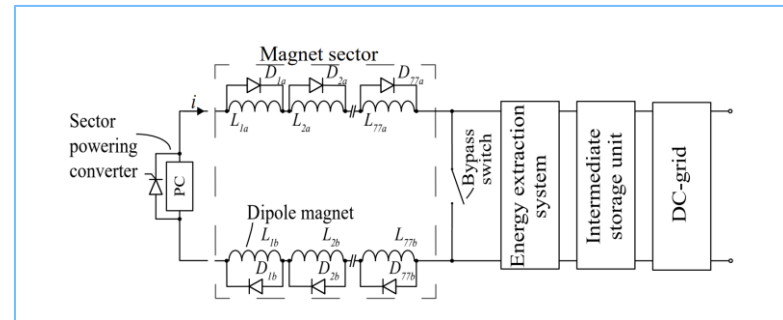 Magnet sector
D1a
D2a
D77a
i
L1a
L2a
L77a
Sector
powering
converter
PC
Bypass
switch
Energy extraction
system
Intermediate
storage unit
DC-grid
Dipole magnet
L1b
L2b
L77b
D1b
D2b
D77b